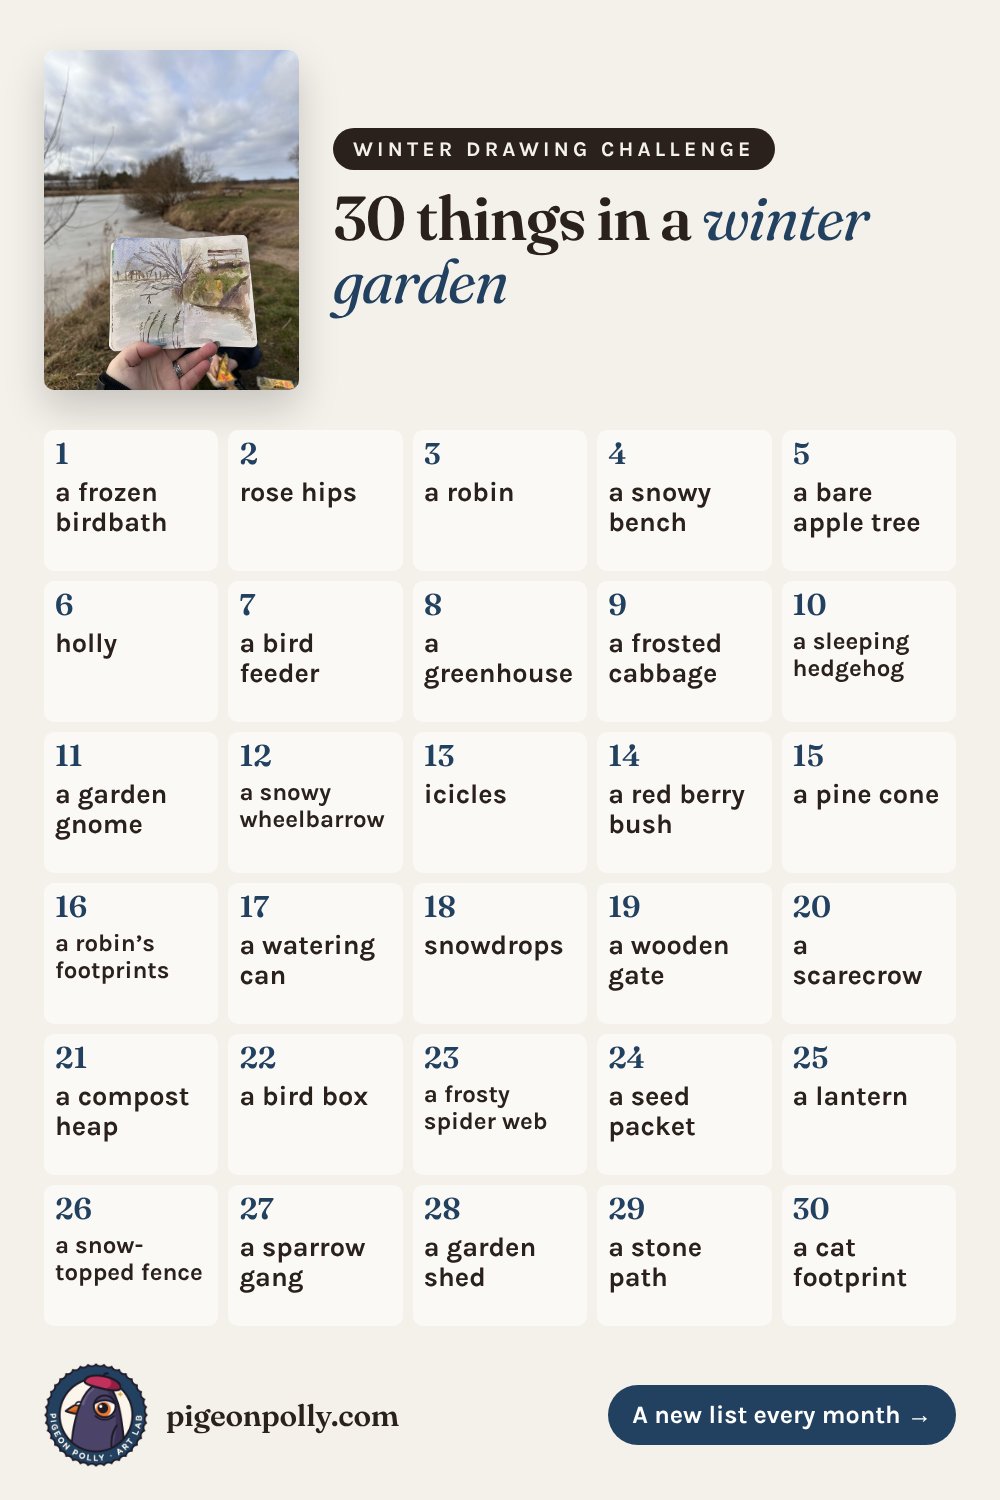 WINTER DRAWING CHALLENGE
30 things in a winter
garden
1
a frozen
birdbath
2
rose hips
3
a robin
4
a snowy
bench
5
a bare
apple tree
6
holly
7
a bird
feeder
8
a
greenhouse
9
a frosted
cabbage
10
a sleeping
hedgehog
11
a garden
gnome
12
a snowy
wheelbarrow
13
icicles
14
a red berry
bush
15
a pine cone
16
a robin’s
footprints
17
a watering
can
18
snowdrops
19
a wooden
gate
20
a
scarecrow
21
a compost
heap
22
a bird box
23
a frosty
spider web
24
a seed
packet
25
a lantern
26
a snow-
topped fence
27
a sparrow
gang
28
a garden
shed
29
a stone
path
30
a cat
footprint
PIGEON POLLY · ART LAB
pigeonpolly.com
A new list every month →